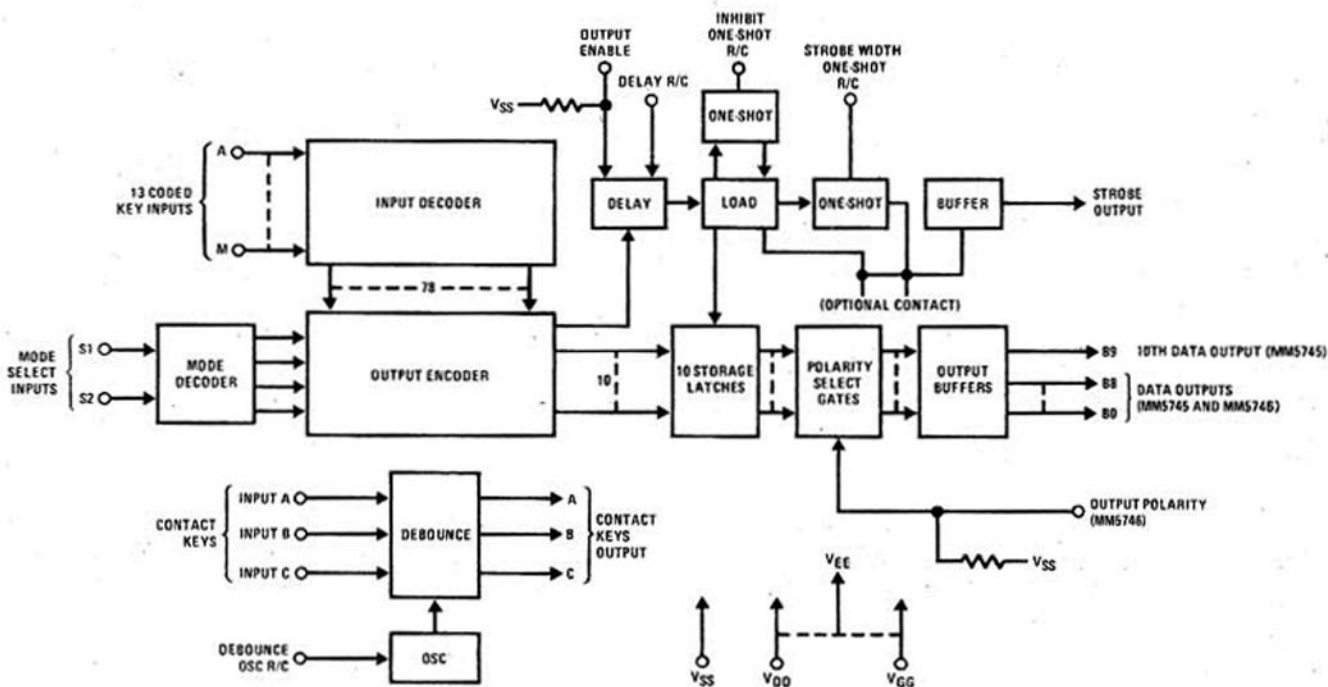 OUTPUT
ENABLE
INHIBIT
ONE-SHOT
R/C
STROBE WIDTH
ONE-SHOT
R/C
DELAY R/C
VSS
ONE-SHOT
13 CODED
KEY INPUTS
A
M
INPUT DECODER
DELAY
LOAD
ONE-SHOT
BUFFER
STROBE
OUTPUT
78
(OPTIONAL CONTACT)
MODE
SELECT
INPUTS
S1
S2
MODE
DECODER
OUTPUT ENCODER
10
10 STORAGE
LATCHES
POLARITY
SELECT
GATES
OUTPUT
BUFFERS
B9 10TH DATA OUTPUT (MM5745)
B8
B0
DATA OUTPUTS
(MM5745 AND MM5746)
CONTACT
KEYS
INPUT A
INPUT B
INPUT C
DEBOUNCE
A
B
C
CONTACT
KEYS
OUTPUT
OUTPUT POLARITY
(MM5746)
VSS
VEE
DEBOUNCE
OSC R/C
OSC
VSS
VDD
VGG